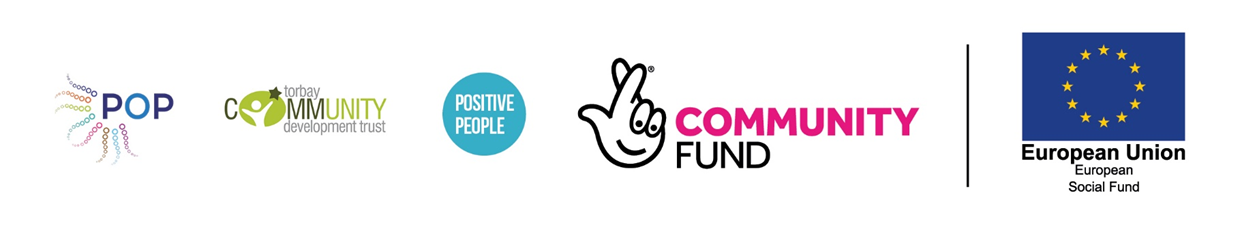 POP
torbay
COMMUNITY
development trust
POSITIVE
PEOPLE
®
COMMUNITY
FUND
European Union
European
Social Fund